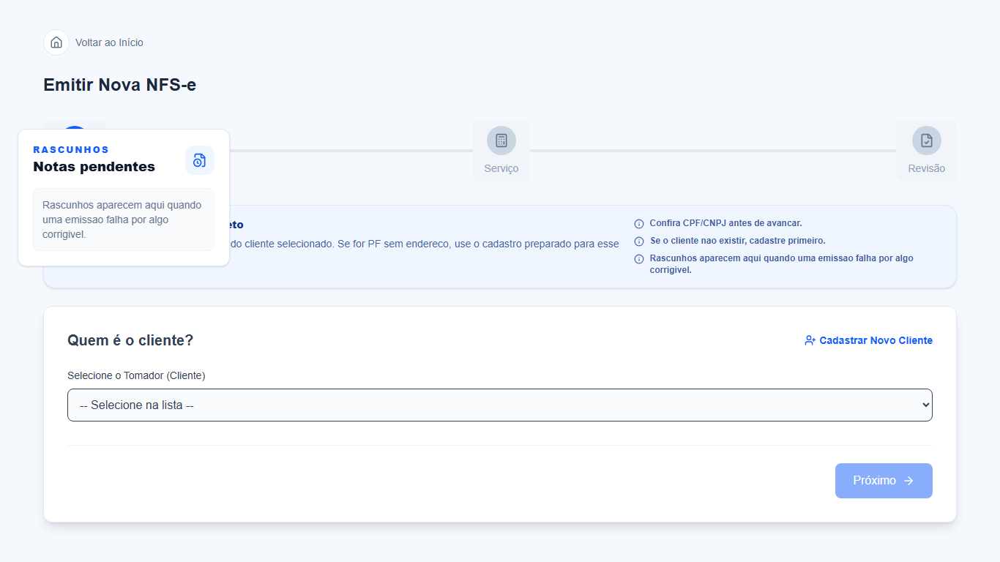 Voltar ao Início
Emitir Nova NFS-e
Serviço
Revisão
RASCUNHOS
Notas pendentes
Rascunhos aparecem aqui quando
uma emissao falha por algo
corrigivel.
do cliente selecionado. Se for PF sem endereco, use o cadastro preparado para esse
Confira CPF/CNPJ antes de avancar.
Se o cliente nao existir, cadastre primeiro.
Rascunhos aparecem aqui quando uma emissao falha por algo
corrigivel.
Quem é o cliente?
Cadastrar Novo Cliente
Selecione o Tomador (Cliente)
-- Selecione na lista --
Próximo